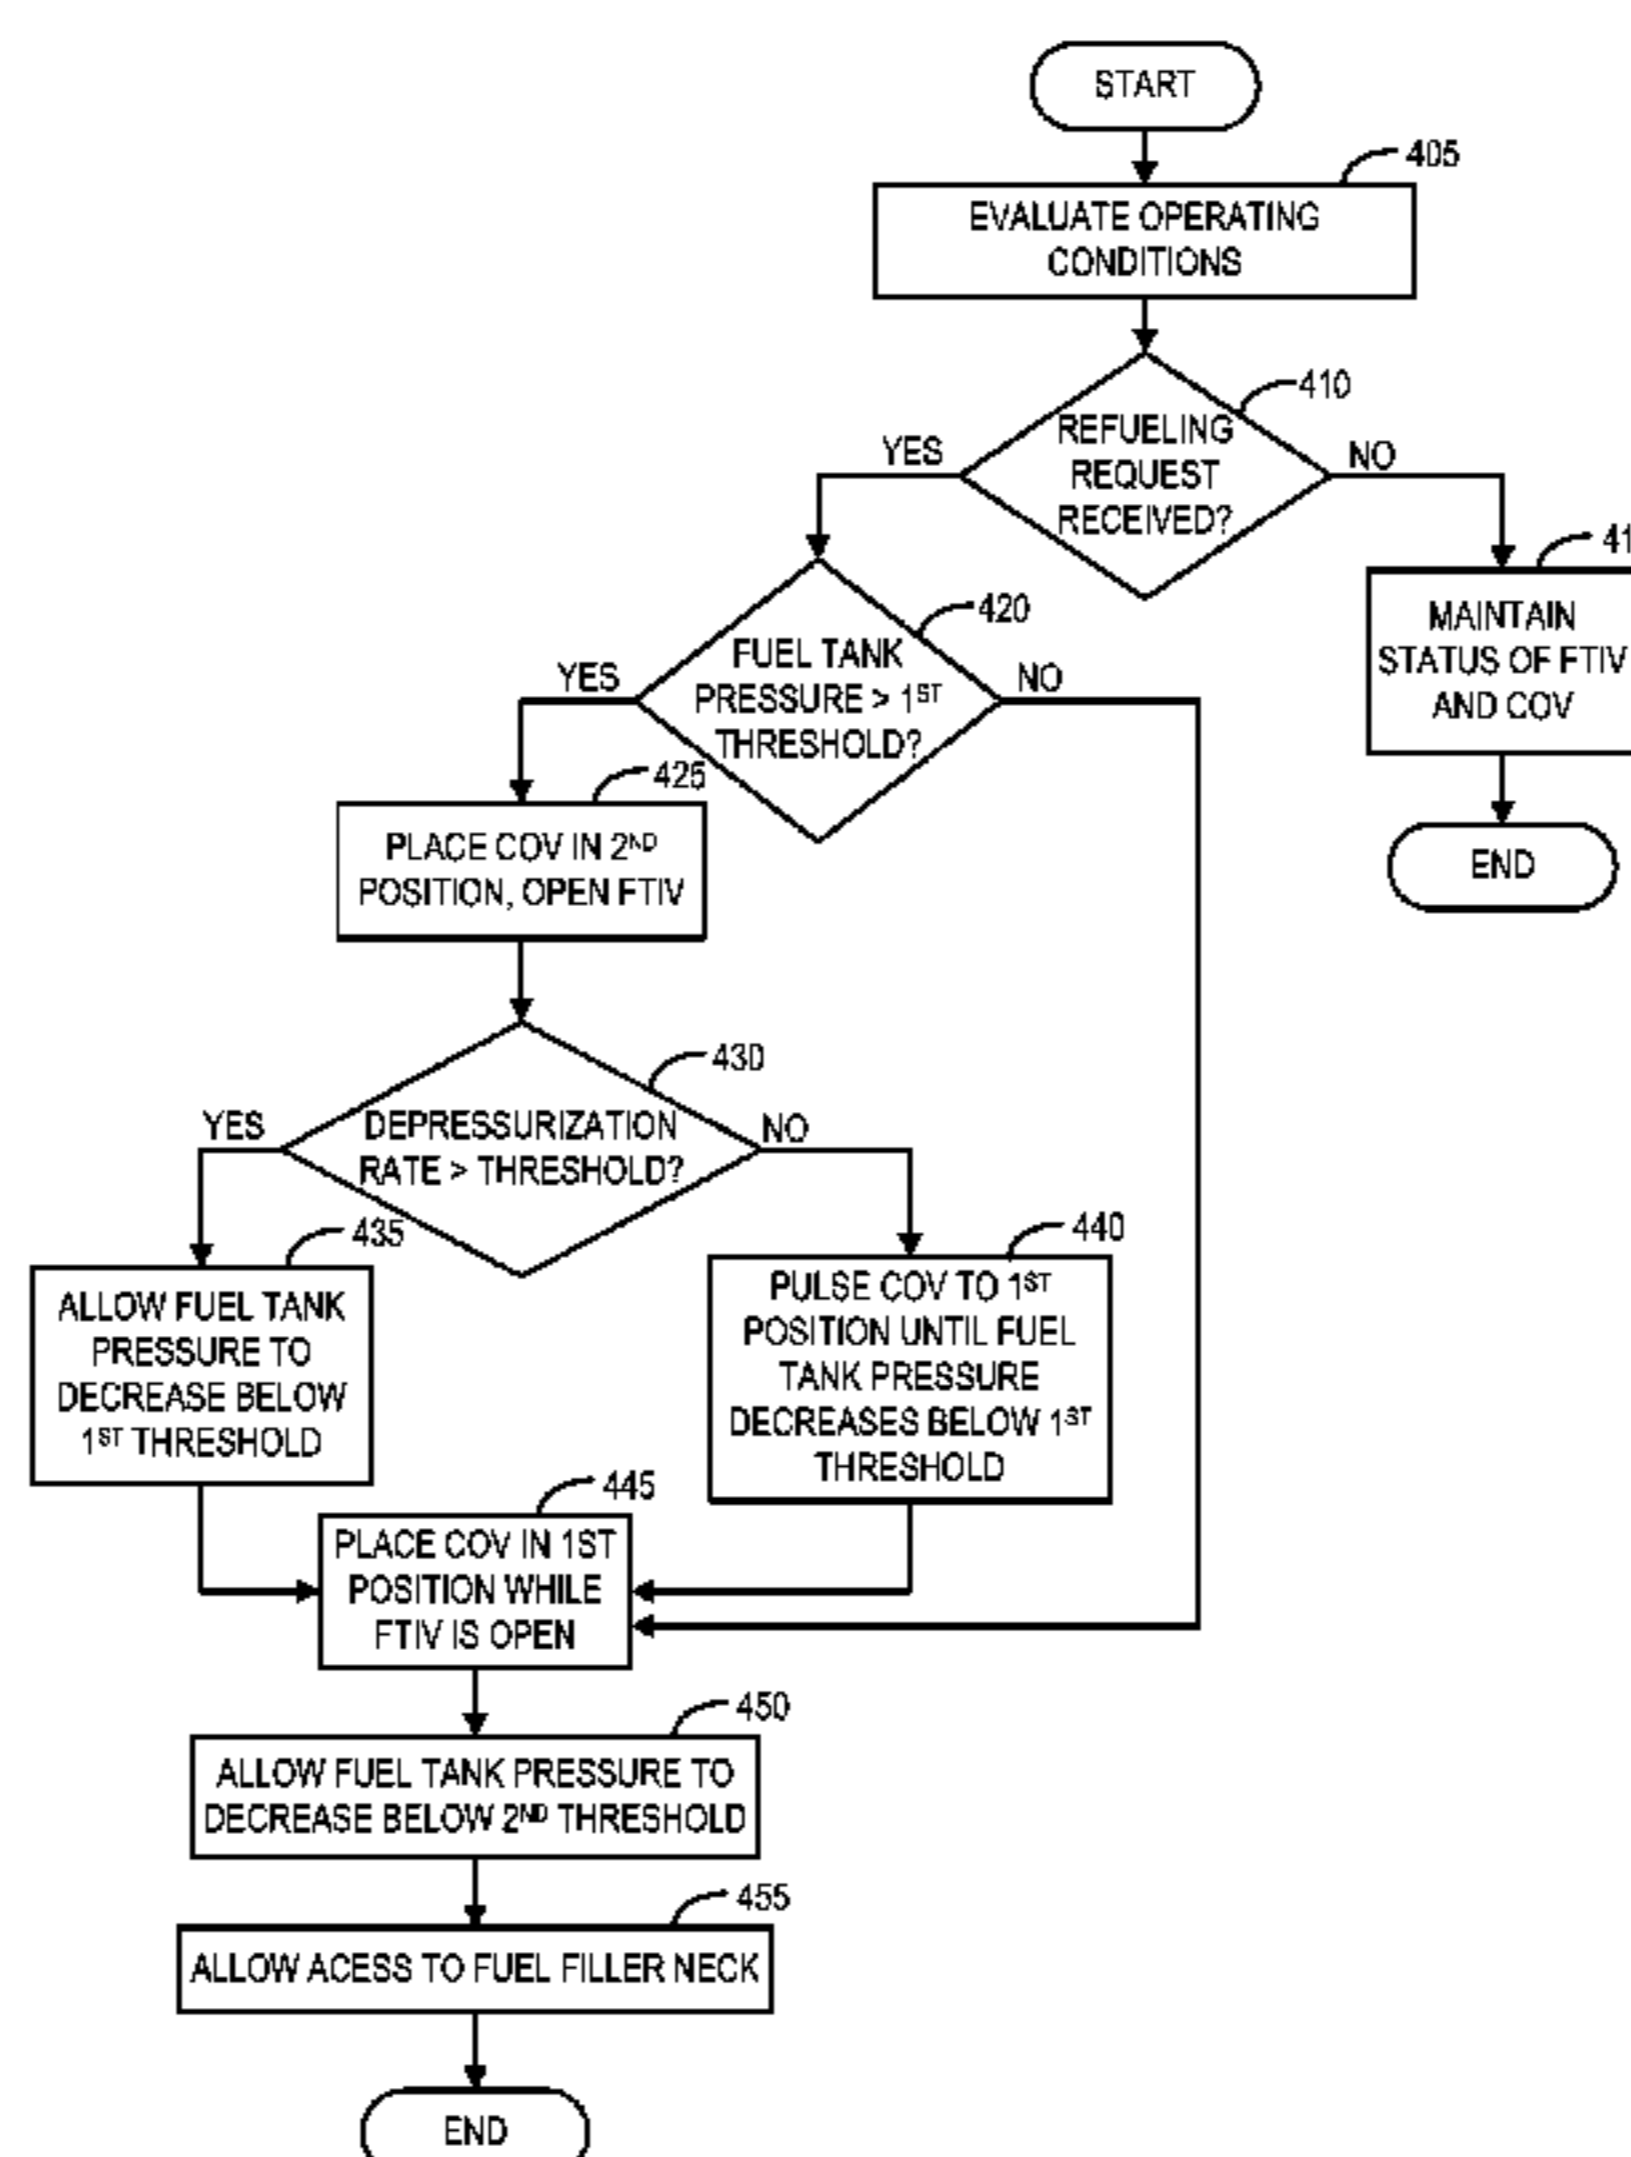 START
405
EVALUATE OPERATING
CONDITIONS
410
REFUELING
REQUEST
RECEIVED?
YES
NO
41
MAINTAIN
STATUS OF FTIV
AND COV
END
420
FUEL TANK
PRESSURE > 1ST
THRESHOLD?
YES
NO
425
PLACE COV IN 2ND
POSITION, OPEN FTIV
430
DEPRESSURIZATION
RATE > THRESHOLD?
YES
NO
435
ALLOW FUEL TANK
PRESSURE TO
DECREASE BELOW
1ST THRESHOLD
440
PULSE COV TO 1ST
POSITION UNTIL FUEL
TANK PRESSURE
DECREASES BELOW 1ST
THRESHOLD
445
PLACE COV IN 1ST
POSITION WHILE
FTIV IS OPEN
450
ALLOW FUEL TANK PRESSURE TO
DECREASE BELOW 2ND THRESHOLD
455
ALLOW ACESS TO FUEL FILLER NECK
END